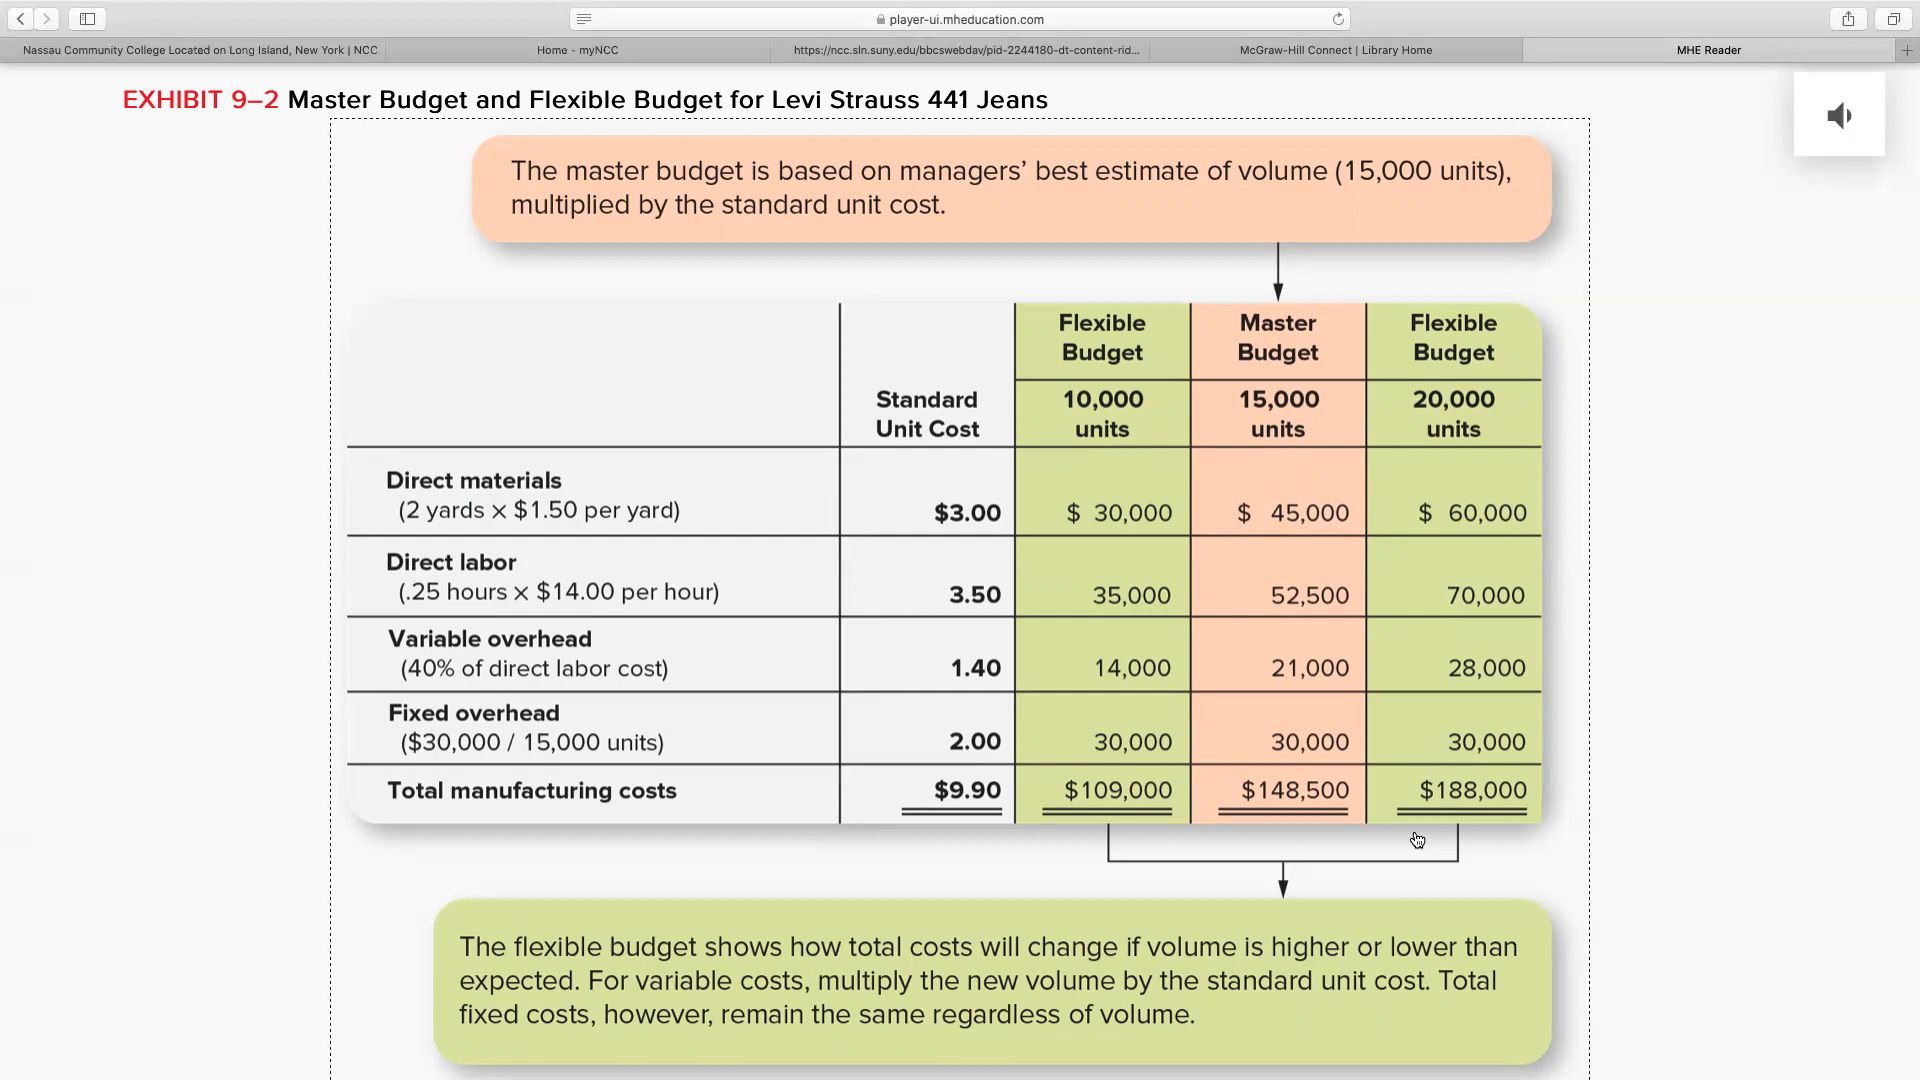 player-ui.mheducation.com
Nassau Community College Located on Long Island, New York | NCC
Home - myNCC
https://ncc.sln.suny.edu/bbcswebdav/pid-2244180-dt-content-rid...
McGraw-Hill Connect | Library Home
MHE Reader
EXHIBIT 9–2 Master Budget and Flexible Budget for Levi Strauss 441 Jeans
The master budget is based on managers’ best estimate of volume (15,000 units),
multiplied by the standard unit cost.
Flexible Master Flexible
Budget Budget Budget
Standard 10,000 15,000 20,000
Unit Cost units units units
Direct materials
(2 yards × $1.50 per yard) $3.00 $ 30,000 $ 45,000 $ 60,000
Direct labor
(.25 hours × $14.00 per hour) 3.50 35,000 52,500 70,000
Variable overhead
(40% of direct labor cost) 1.40 14,000 21,000 28,000
Fixed overhead
($30,000 / 15,000 units) 2.00 30,000 30,000 30,000
Total manufacturing costs $9.90 $109,000 $148,500 $188,000
The flexible budget shows how total costs will change if volume is higher or lower than
expected. For variable costs, multiply the new volume by the standard unit cost. Total
fixed costs, however, remain the same regardless of volume.